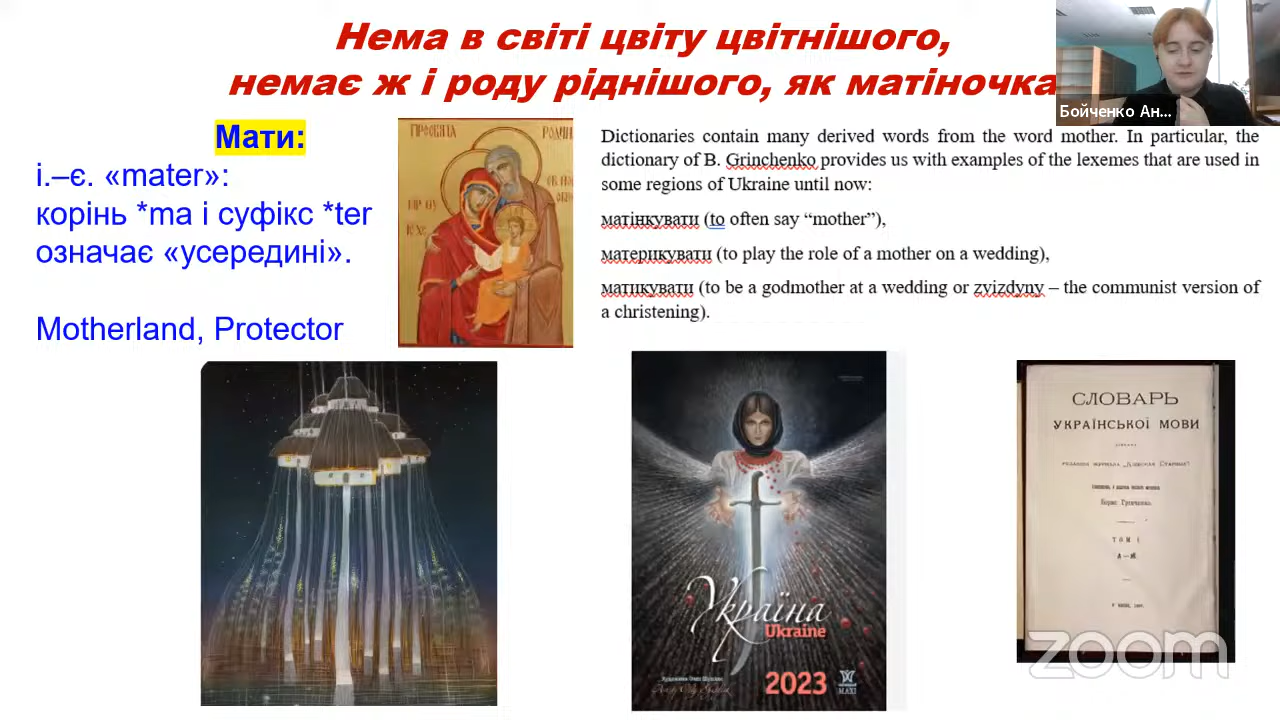 Нема в світі цвіту цвітнішого,
немає ж і роду ріднішого, як матіночка
Бойченко Ан...
Мати:
і.–є. «mater»:
корінь *ma і суфікс *ter
означає «усередині».
Motherland, Protector
Dictionaries contain many derived words from the word mother. In particular, the
dictionary of B. Grinchenko provides us with examples of the lexemes that are used in
some regions of Ukraine until now:
матінкувати (to often say “mother”),
материкувати (to play the role of a mother on a wedding),
матикувати (to be a godmother at a wedding or zvizdyny – the communist version of
a christening).
Україна
Ukraine
2023
MAXI
СЛОВАРЬ
УКРАЇНСЬКОЇ МОВИ
ТОМ I
А—Ж
zoom